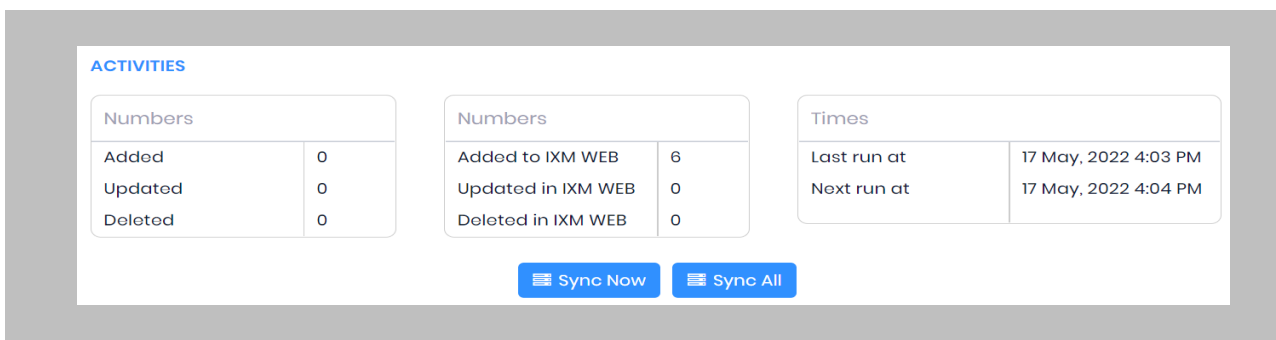 ACTIVITIES
Numbers
Added 0
Updated 0
Deleted 0
Numbers
Added to IXM WEB 6
Updated in IXM WEB 0
Deleted in IXM WEB 0
Times
Last run at 17 May, 2022 4:03 PM
Next run at 17 May, 2022 4:04 PM
Sync Now
Sync All